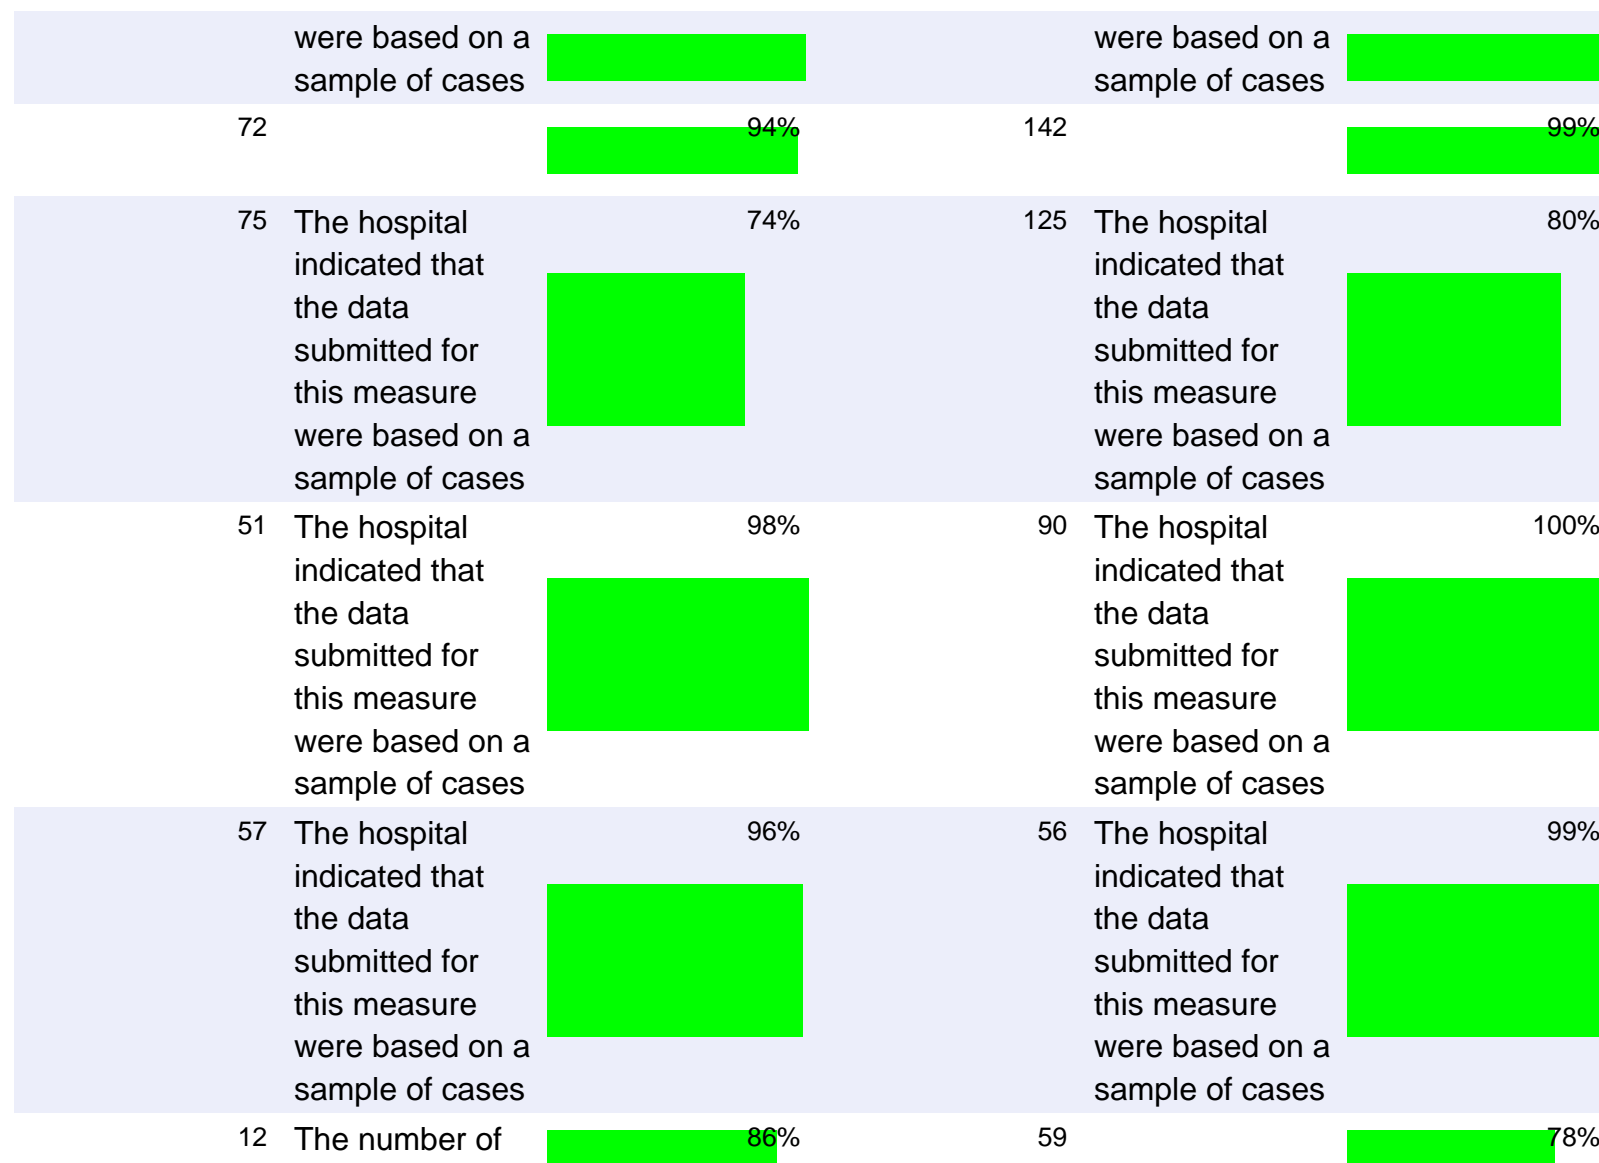 were based on a were based on a
sample of cases sample of cases
72 94% 142 99%
75 The hospital 74% 125 The hospital 80%
indicated that indicated that
the data the data
submitted for submitted for
this measure this measure
were based on a were based on a
sample of cases sample of cases
51 The hospital 98% 90 The hospital 100%
indicated that indicated that
the data the data
submitted for submitted for
this measure this measure
were based on a were based on a
sample of cases sample of cases
57 The hospital 96% 56 The hospital 99%
indicated that indicated that
the data the data
submitted for submitted for
this measure this measure
were based on a were based on a
sample of cases sample of cases
12 The number of 86% 59 78%